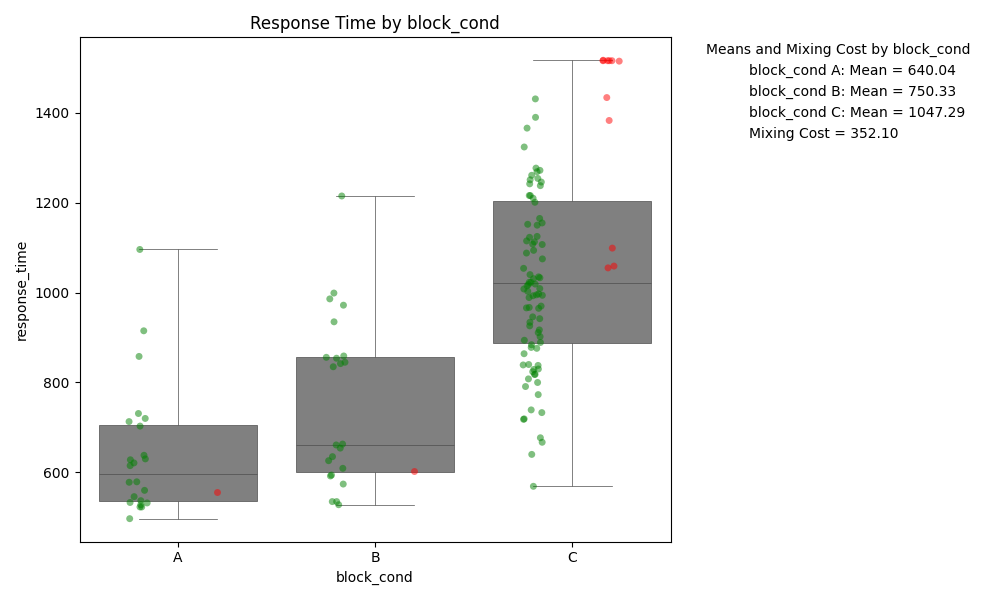 Response Time by block_cond
Means and Mixing Cost by block_cond
block_cond A: Mean = 640.04
block_cond B: Mean = 750.33
block_cond C: Mean = 1047.29
Mixing Cost = 352.10
response_time
1400
1200
1000
800
600
A
B
C
block_cond